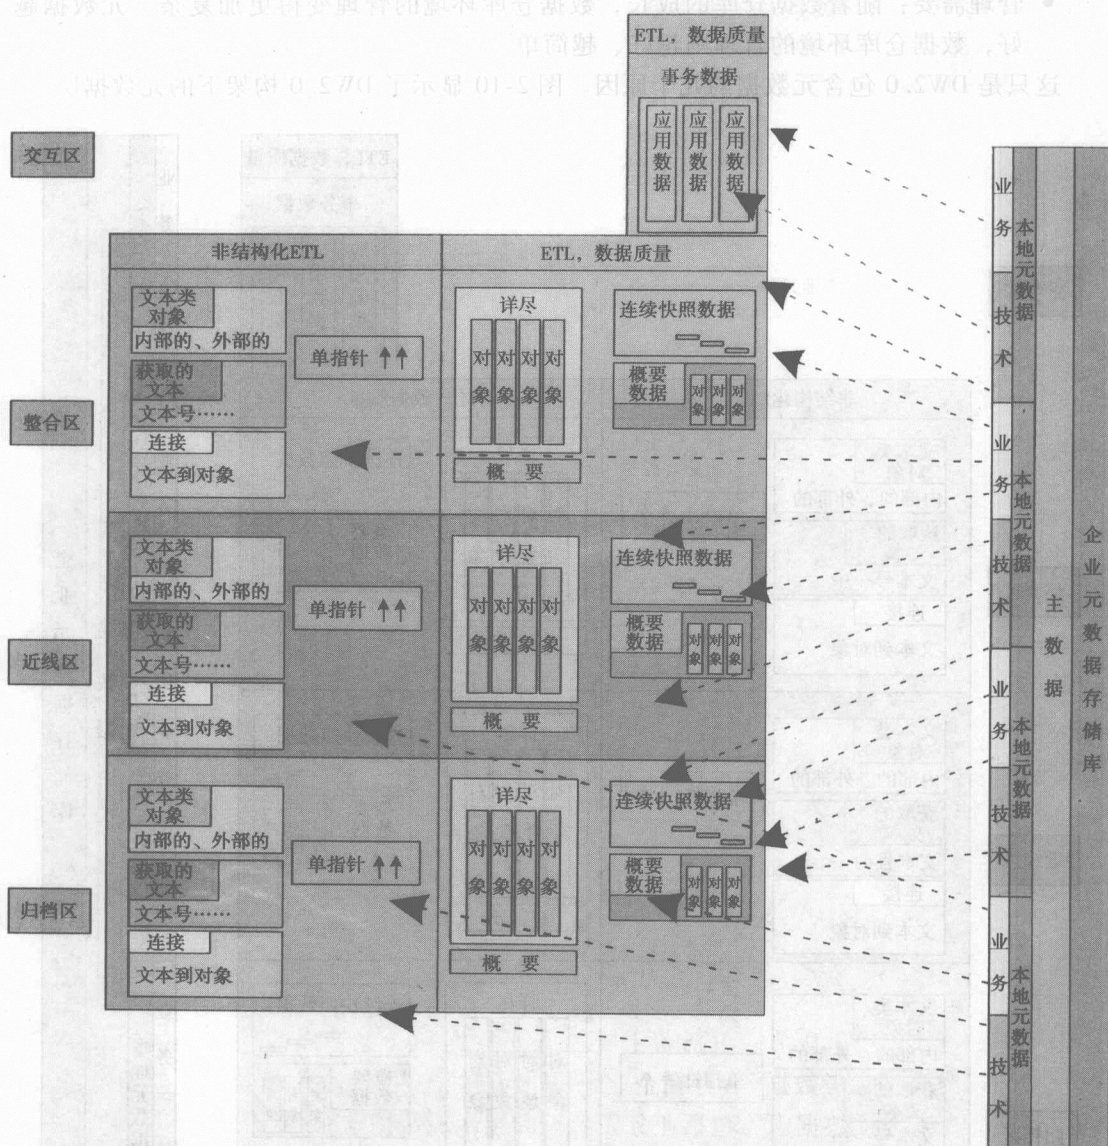 ETL，数据质量
事务数据
应用数据
应用数据
应用数据
交互区
非结构化ETL
ETL，数据质量
文本类
对象
内部的、外部的
获取的
文本
文本号……
连接
文本到对象
单指针
详尽
对象
对象
对象
对象
概 要
连续快照数据
概要
数据
对象
对象
对象
整合区
文本类
对象
内部的、外部的
获取的
文本
文本号……
连接
文本到对象
单指针
详尽
对象
对象
对象
对象
概 要
连续快照数据
概要
数据
对象
对象
对象
近线区
文本类
对象
内部的、外部的
获取的
文本
文本号……
连接
文本到对象
单指针
详尽
对象
对象
对象
对象
概 要
连续快照数据
概要
数据
对象
对象
对象
归档区
业务
技术
本地元数据
业务
技术
本地元数据
业务
技术
本地元数据
业务
技术
本地元数据
主数据
企业元数据存储库